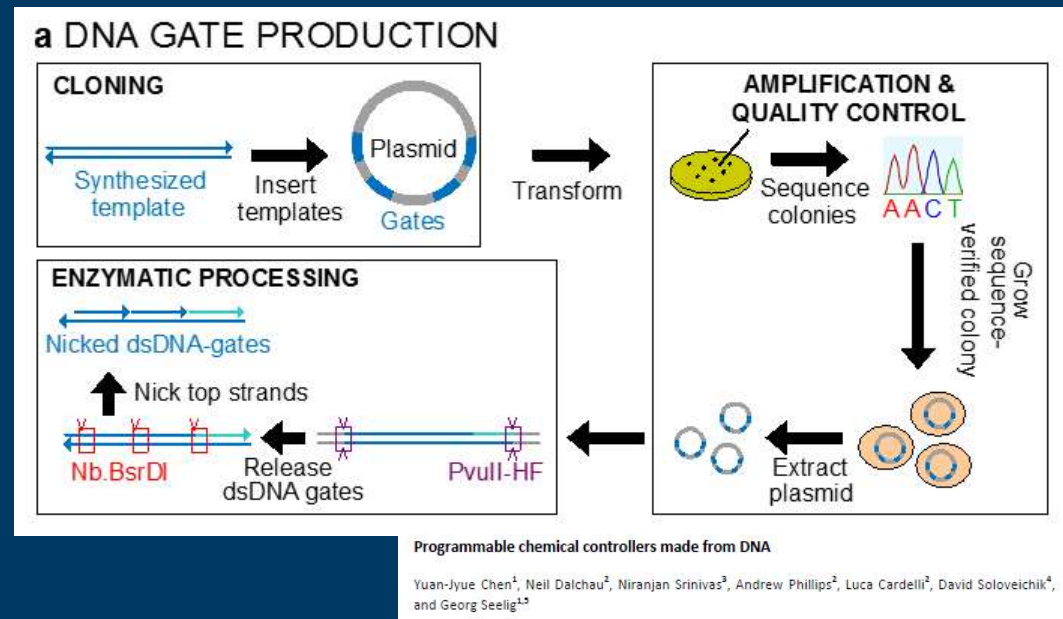 a DNA GATE PRODUCTION
CLONING
Synthesized
template
Insert
templates
Plasmid
Gates
Transform
AMPLIFICATION &
QUALITY CONTROL
Sequence
colonies
AACT
Grow
sequence-
verified colony
Extract
plasmid
ENZYMATIC PROCESSING
Nicked dsDNA-gates
Nick top strands
Nb.BsrDI
Release
dsDNA gates
PvuII-HF
Programmable chemical controllers made from DNA
Yuan-Jyue Chen1, Neil Dalchau2, Niranjan Srinivas3, Andrew Phillips2, Luca Cardelli2, David Soloveichik4,
and Georg Seelig1,5